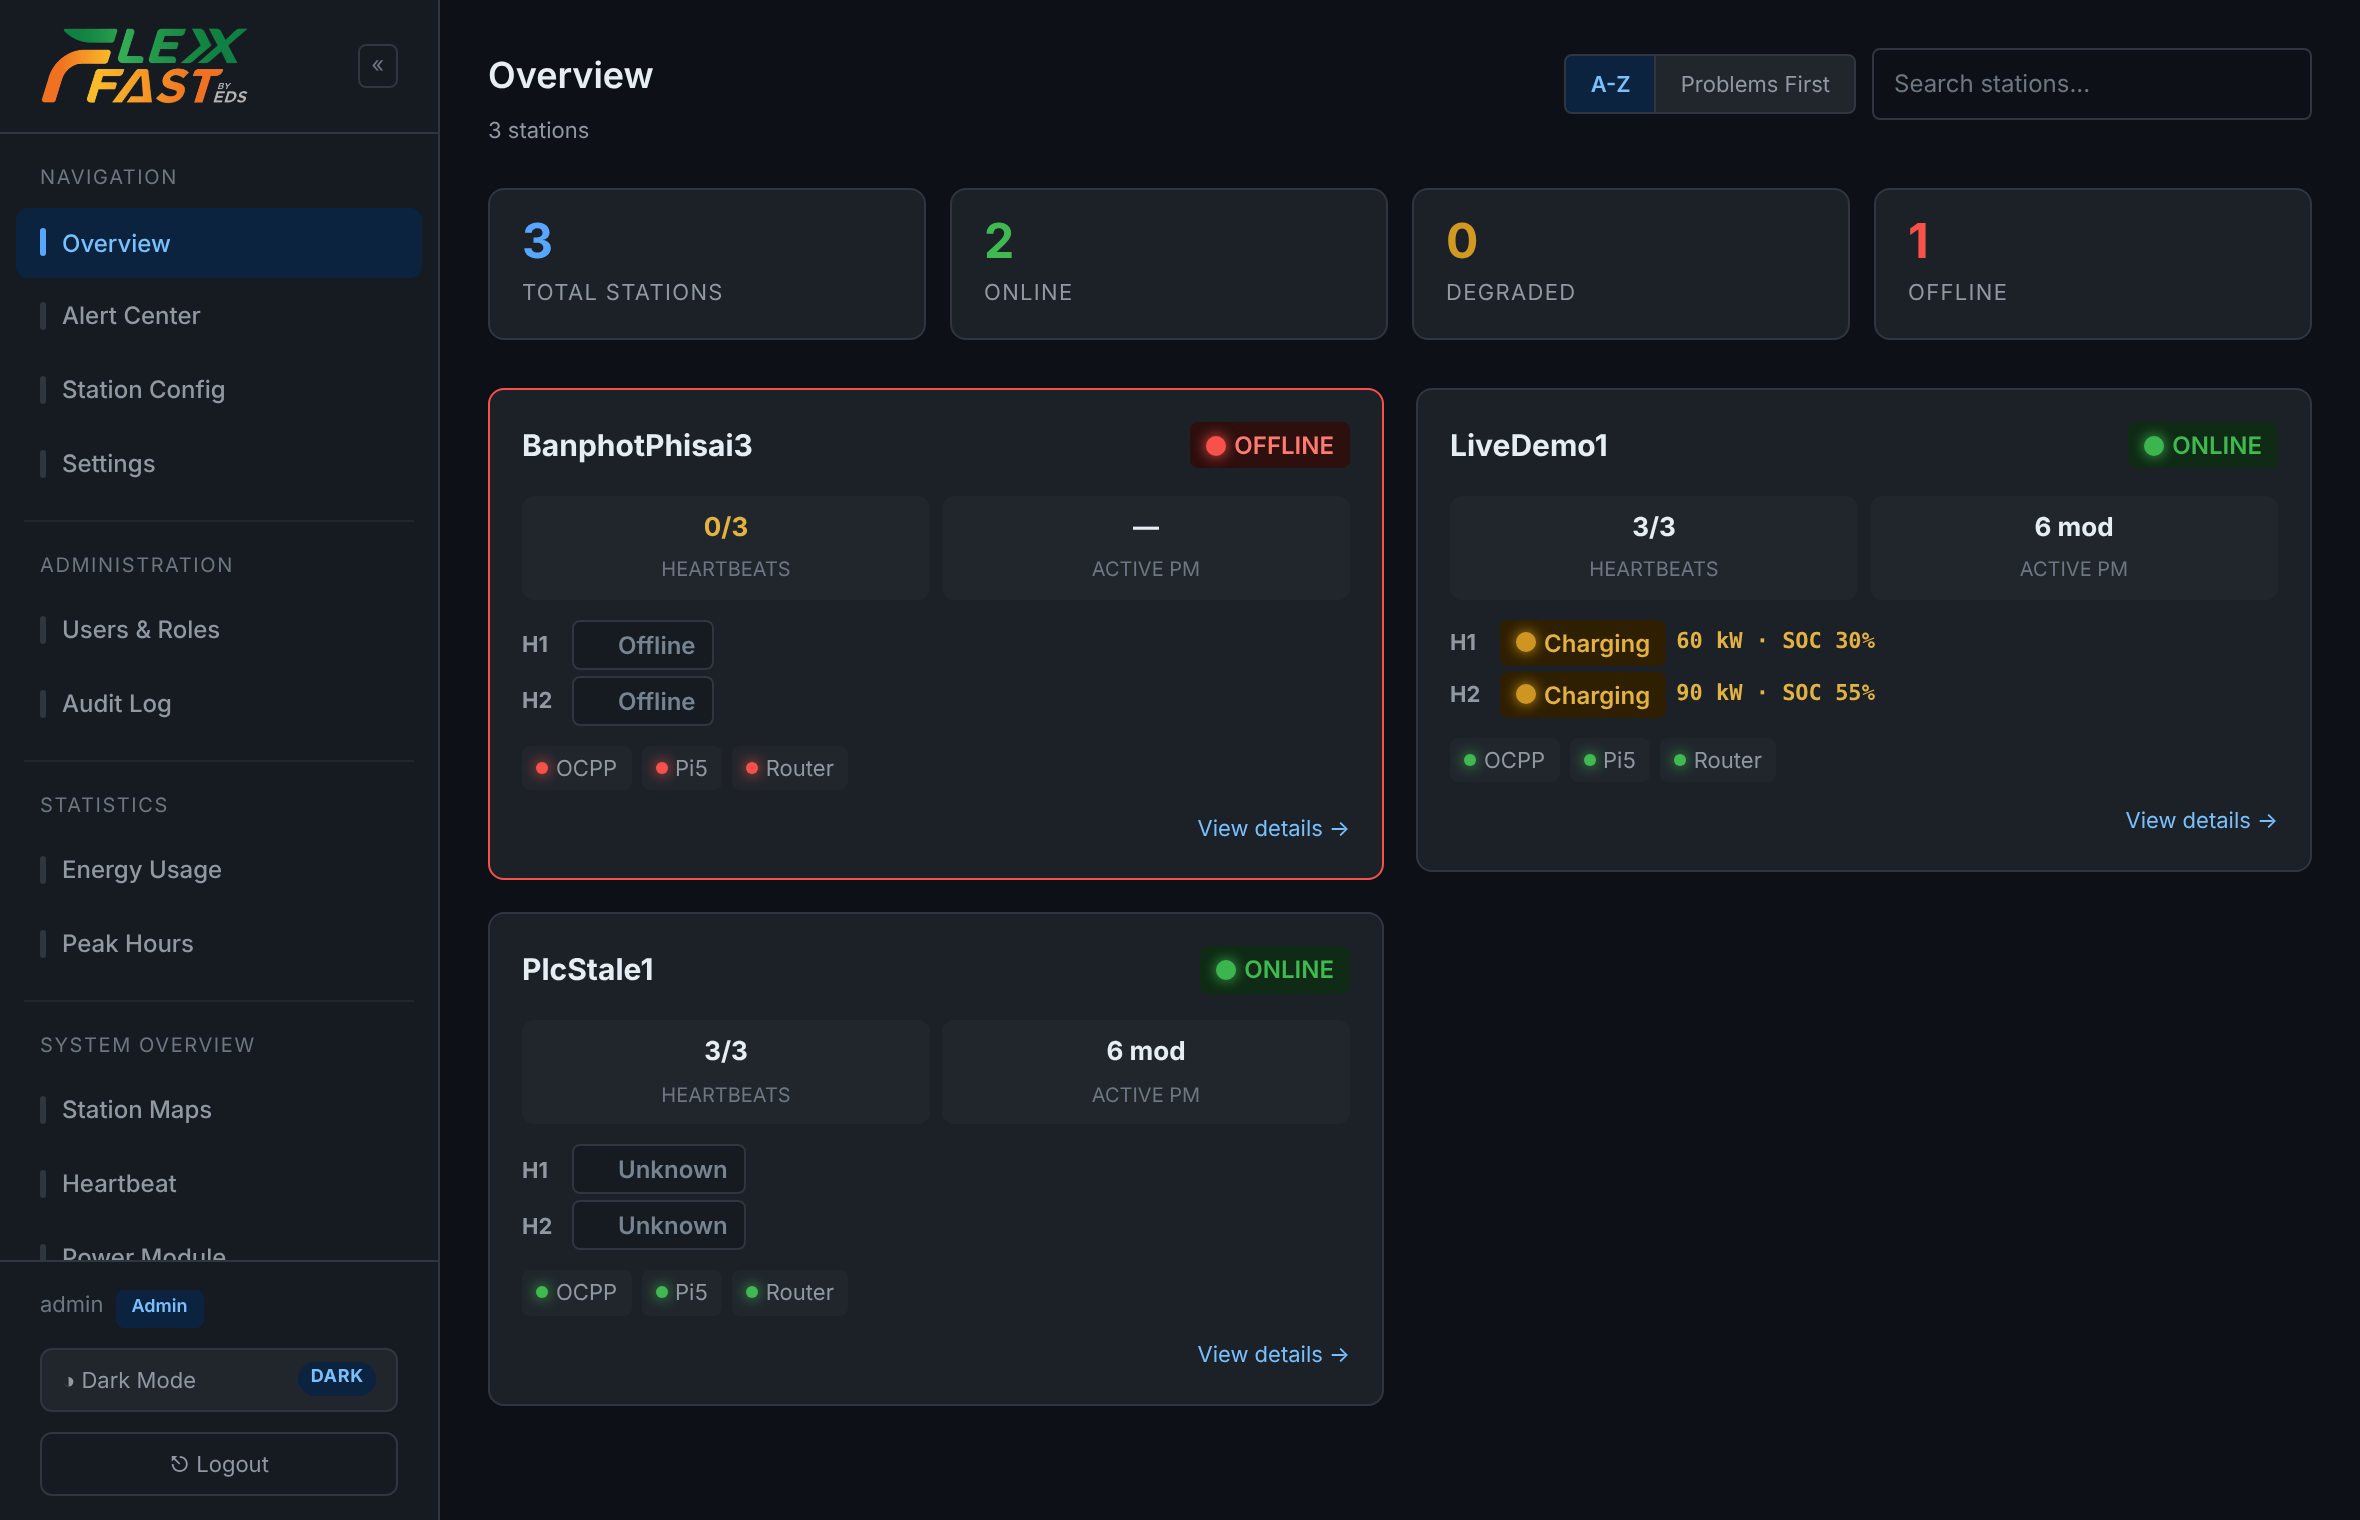 FLEXX
FAST BY EDS
«
NAVIGATION
Overview
Alert Center
Station Config
Settings
ADMINISTRATION
Users & Roles
Audit Log
STATISTICS
Energy Usage
Peak Hours
SYSTEM OVERVIEW
Station Maps
Heartbeat
Power Module
admin Admin
Dark Mode DARK
Logout
Overview
3 stations
A-Z Problems First Search stations...
3
TOTAL STATIONS
2
ONLINE
0
DEGRADED
1
OFFLINE
BanphotPhisai3 OFFLINE
0/3
HEARTBEATS
—
ACTIVE PM
H1 Offline
H2 Offline
OCPP Pi5 Router
View details →
LiveDemo1 ONLINE
3/3
HEARTBEATS
6 mod
ACTIVE PM
H1 Charging 60 kW · SOC 30%
H2 Charging 90 kW · SOC 55%
OCPP Pi5 Router
View details →
PlcStale1 ONLINE
3/3
HEARTBEATS
6 mod
ACTIVE PM
H1 Unknown
H2 Unknown
OCPP Pi5 Router
View details →